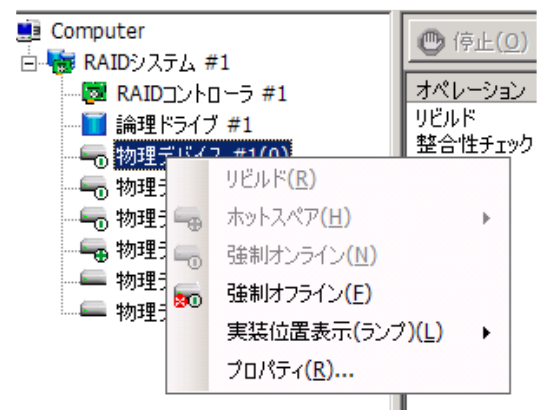 Computer
RAIDシステム #1
RAIDコントローラ #1
論理ドライブ #1
物理デバイス #1(0)
物理デ
物理デ
物理デ
物理デ
物理デ
リビルド(R)
ホットスペア(H)
強制オンライン(N)
強制オフライン(F)
実装位置表示(ランプ)(L)
プロパティ(R)...
停止(O)
オペレーション
リビルド
整合性チェック